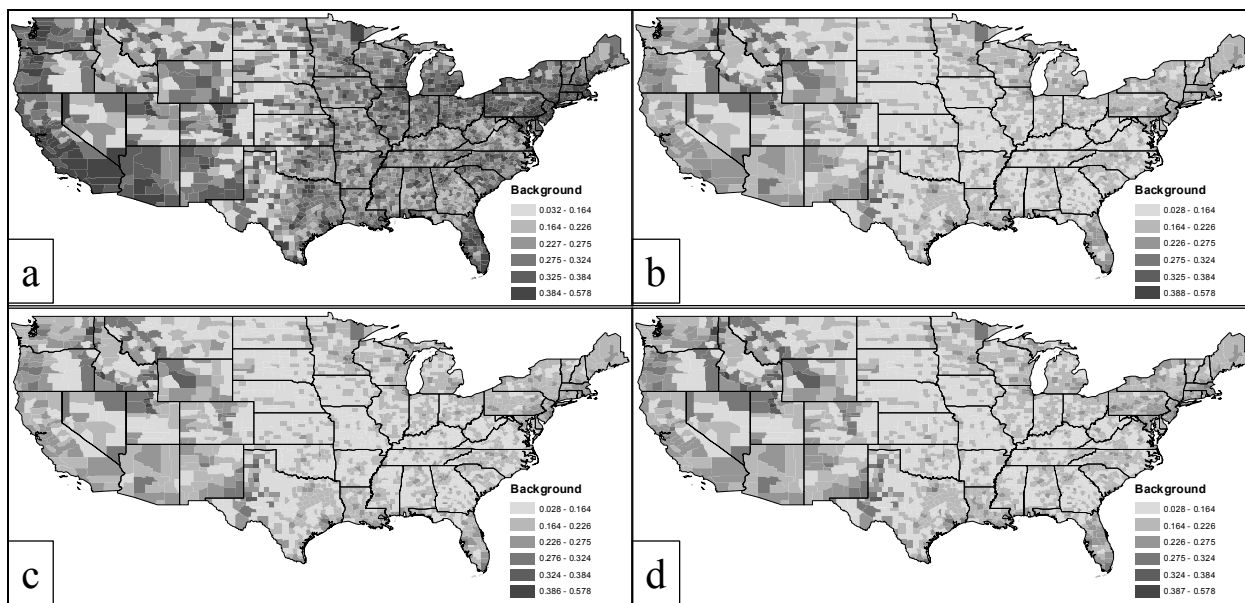 Background
0.032 - 0.164
0.164 - 0.226
0.227 - 0.275
0.275 - 0.324
0.325 - 0.384
0.384 - 0.578
a
Background
0.028 - 0.164
0.164 - 0.226
0.226 - 0.275
0.275 - 0.324
0.325 - 0.384
0.388 - 0.578
b
Background
0.028 - 0.164
0.164 - 0.226
0.226 - 0.275
0.276 - 0.324
0.324 - 0.384
0.386 - 0.578
c
Background
0.028 - 0.164
0.164 - 0.226
0.226 - 0.275
0.275 - 0.324
0.324 - 0.384
0.387 - 0.578
d